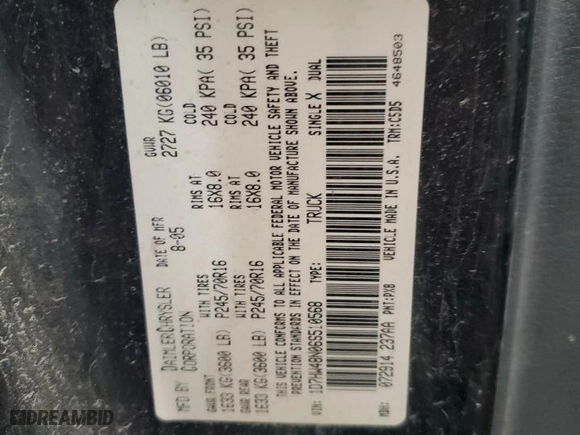 MFD BY DAIMLERCHRYSLER CORPORATION
DATE OF MFR 8-05
GVWR 2727 KG(06010 LB)
GAWR FRONT WITH TIRES RIMS AT COLD
1633 KG(3600 LB) P245/70R16 16X8.0 240 KPA( 35 PSI)
GAWR REAR WITH TIRES RIMS AT COLD
1633 KG(3600 LB) P245/70R16 16X8.0 240 KPA( 35 PSI)
THIS VEHICLE CONFORMS TO ALL APPLICABLE FEDERAL MOTOR VEHICLE SAFETY AND THEFT
PREVENTION STANDARDS IN EFFECT ON THE DATE OF MANUFACTURE SHOWN ABOVE.
VIN: 1D7HW48N06S510568 TYPE: TRUCK SINGLE X DUAL
MDH: 072914 237AA PNT:PX8 VEHICLE MADE IN U.S.A. TRM:C5D5 4648503
DREAMBID